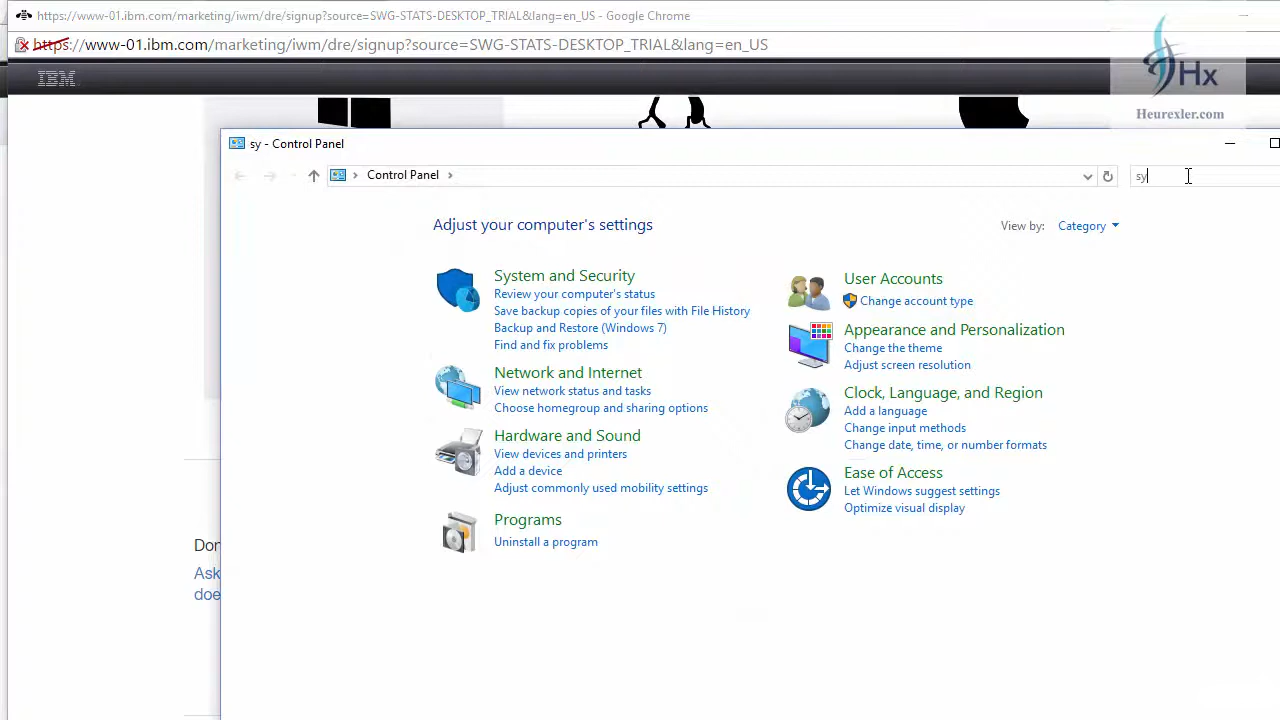 https://www-01.ibm.com/marketing/iwm/dre/signup?source=SWG-STATS-DESKTOP_TRIAL&lang=en_US - Google Chrome
https://www-01.ibm.com/marketing/iwm/dre/signup?source=SWG-STATS-DESKTOP_TRIAL&lang=en_US
IBM
Hx
Heurexler.com
sy - Control Panel
Control Panel
sy
Adjust your computer's settings
View by: Category
System and Security
Review your computer's status
Save backup copies of your files with File History
Backup and Restore (Windows 7)
Find and fix problems
Network and Internet
View network status and tasks
Choose homegroup and sharing options
Hardware and Sound
View devices and printers
Add a device
Adjust commonly used mobility settings
Programs
Uninstall a program
User Accounts
Change account type
Appearance and Personalization
Change the theme
Adjust screen resolution
Clock, Language, and Region
Add a language
Change input methods
Change date, time, or number formats
Ease of Access
Let Windows suggest settings
Optimize visual display
Don
Ask
doe